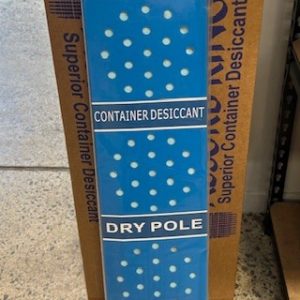 CONTAINER DESICCANT
DRY POLE
Superior Container Desiccant
Superior Container Desiccant